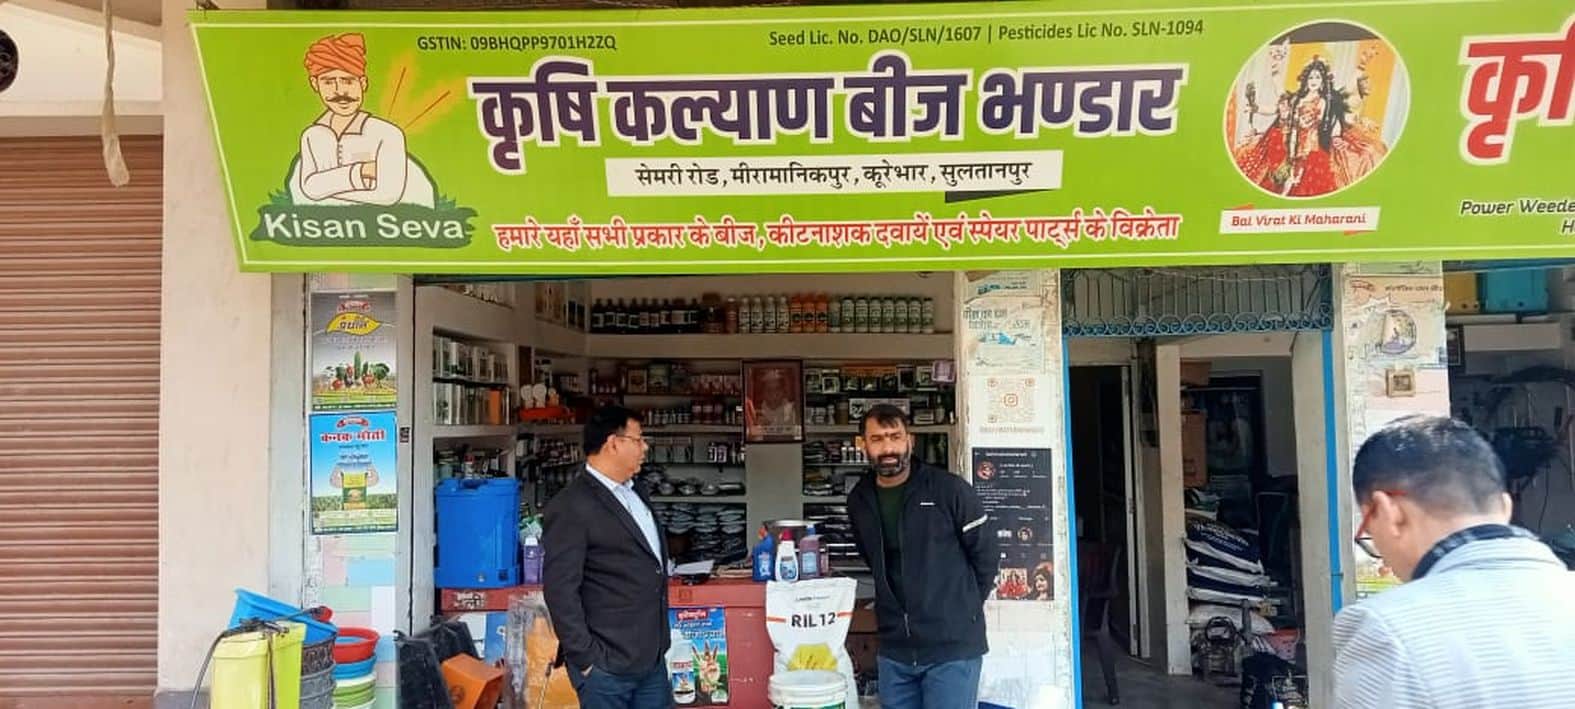 GSTIN: 09BHQPP9701H2ZQ
Seed Lic. No. DAO/SLN/1607 | Pesticides Lic No. SLN-1094
कृषि कल्याण बीज भण्डार
सेमरी रोड, मीरामानिकपुर, कूरेभार, सुलतानपुर
Kisan Seva
हमारे यहाँ सभी प्रकार के बीज, कीटनाशक दवायें एवं स्पेयर पार्ट्स के विक्रेता
Bal Virat Ki Maharani
Power
कनक मोती
RIL 12